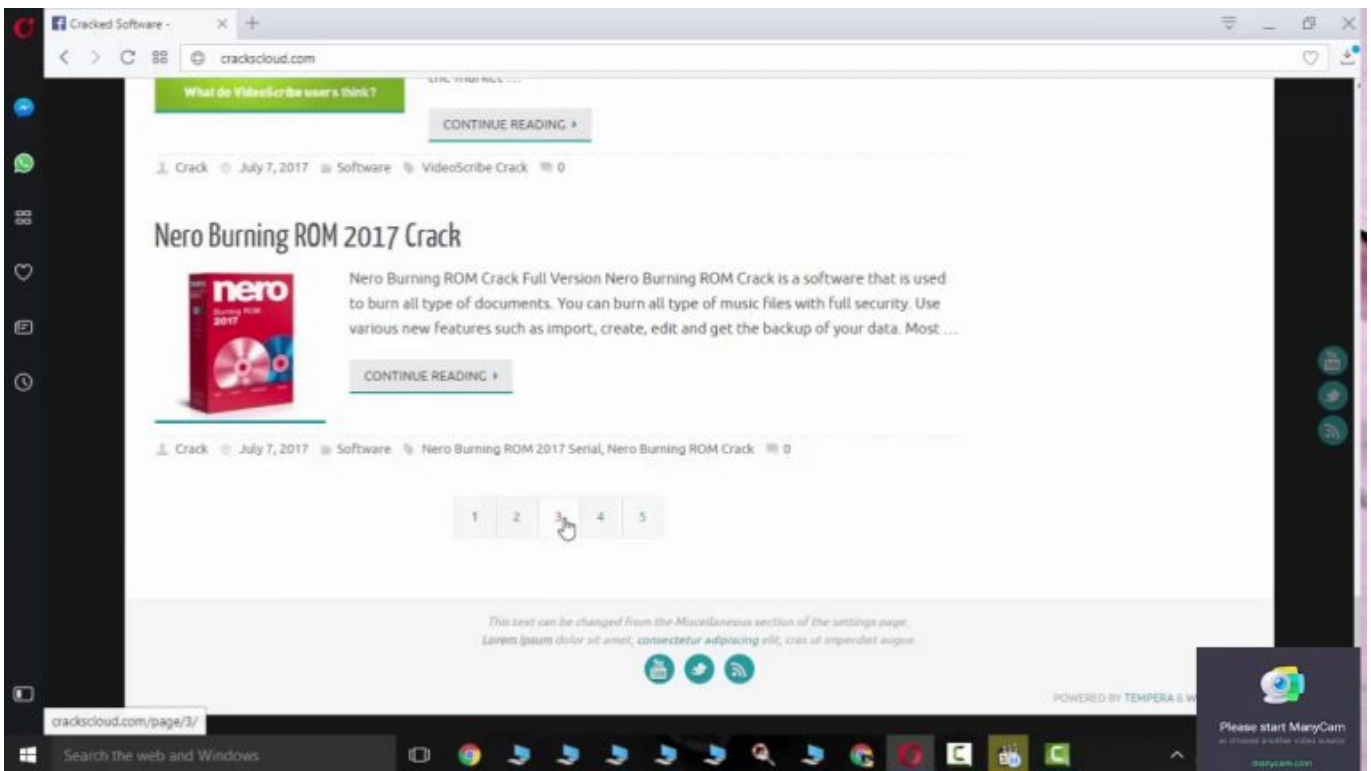 Cracked Software -
crackscloud.com
What do VideoScribe users think?
CONTINUE READING
Crack July 7, 2017 Software VideoScribe Crack 0
Nero Burning ROM 2017 Crack
nero
Burning ROM
2017
Nero Burning ROM Crack Full Version Nero Burning ROM Crack is a software that is used
to burn all type of documents. You can burn all type of music files with full security. Use
various new features such as import, create, edit and get the backup of your data. Most ...
CONTINUE READING
Crack July 7, 2017 Software Nero Burning ROM 2017 Serial, Nero Burning ROM Crack 0
1 2 3 4 5
This text can be changed from the Miscellaneous section of the settings page.
Lorem ipsum dolor sit amet, consectetur adipiscing elit, cras ut imperdiet augue.
POWERED BY TEMPERA & W
crackscloud.com/page/3/
Please start ManyCam
or choose another video source
manycam.com
Search the web and Windows